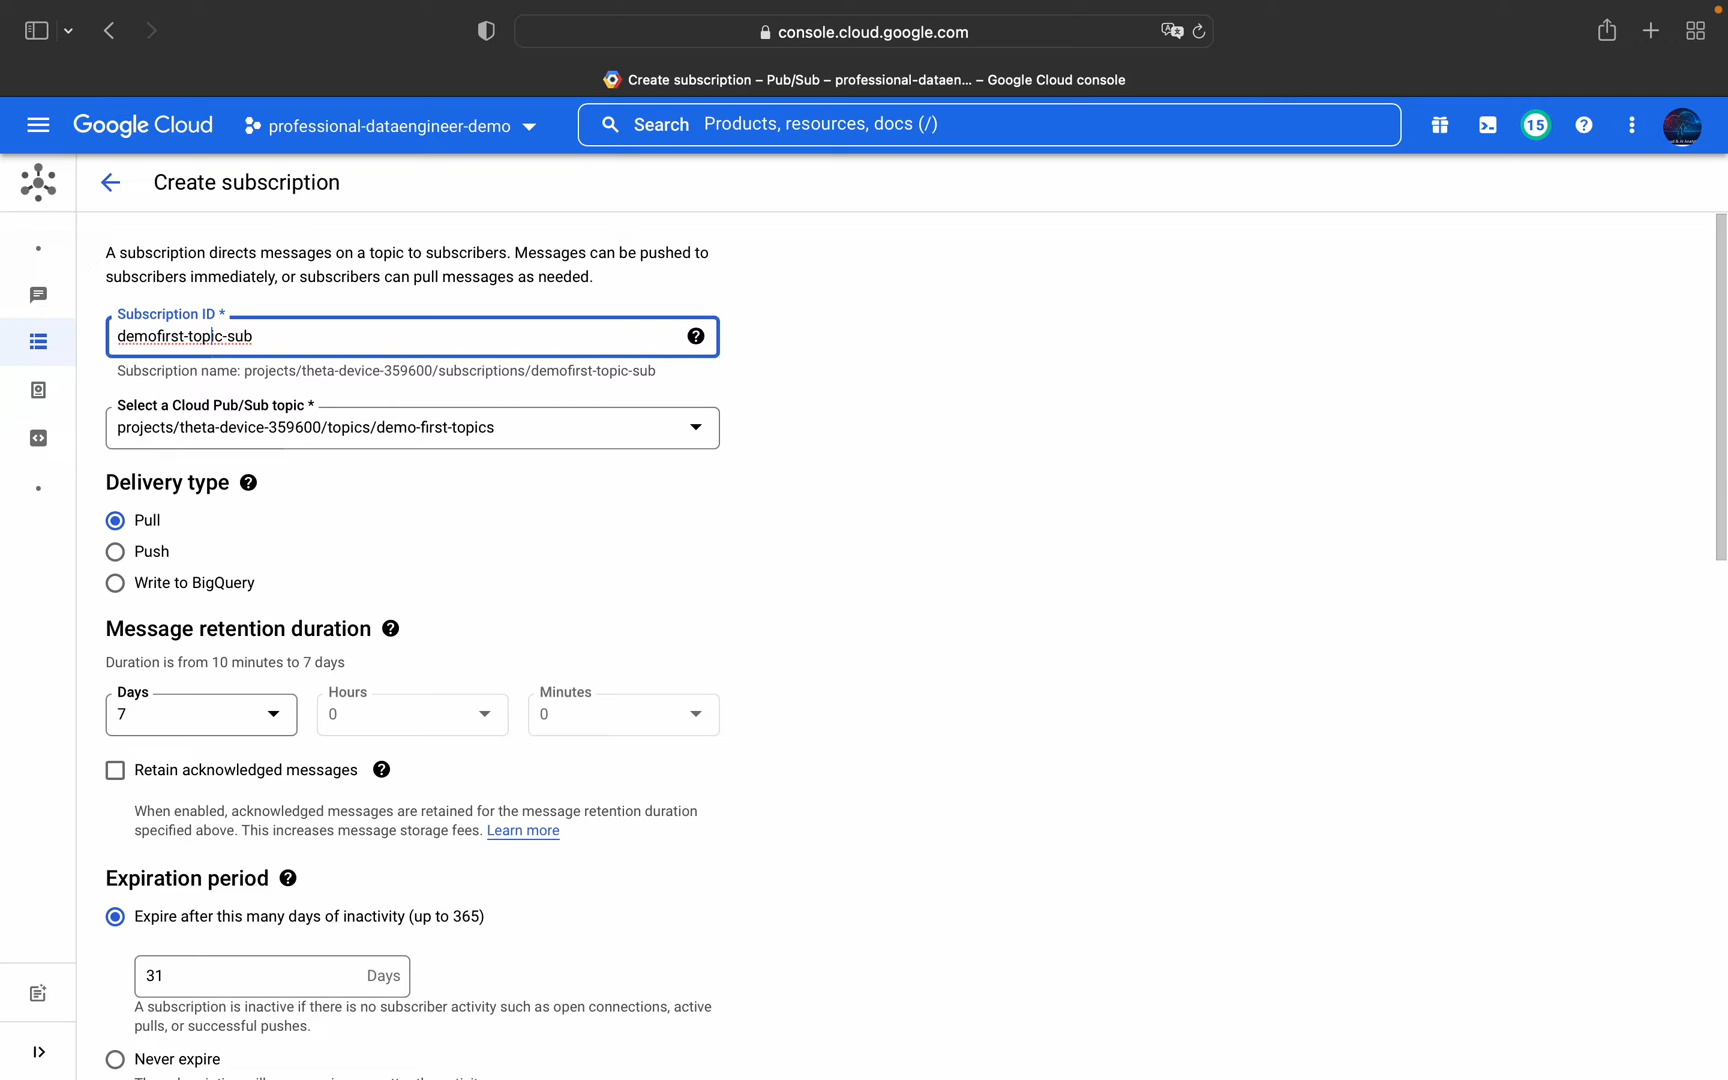 console.cloud.google.com
Create subscription – Pub/Sub – professional-dataen... – Google Cloud console
Google Cloud
professional-dataengineer-demo
Search Products, resources, docs (/)
15
Create subscription
A subscription directs messages on a topic to subscribers. Messages can be pushed to
subscribers immediately, or subscribers can pull messages as needed.
Subscription ID *
demofirst-topic-sub
Subscription name: projects/theta-device-359600/subscriptions/demofirst-topic-sub
Select a Cloud Pub/Sub topic *
projects/theta-device-359600/topics/demo-first-topics
Delivery type
Pull
Push
Write to BigQuery
Message retention duration
Duration is from 10 minutes to 7 days
Days Hours Minutes
7 0 0
Retain acknowledged messages
When enabled, acknowledged messages are retained for the message retention duration
specified above. This increases message storage fees. Learn more
Expiration period
Expire after this many days of inactivity (up to 365)
31 Days
A subscription is inactive if there is no subscriber activity such as open connections, active
pulls, or successful pushes.
Never expire